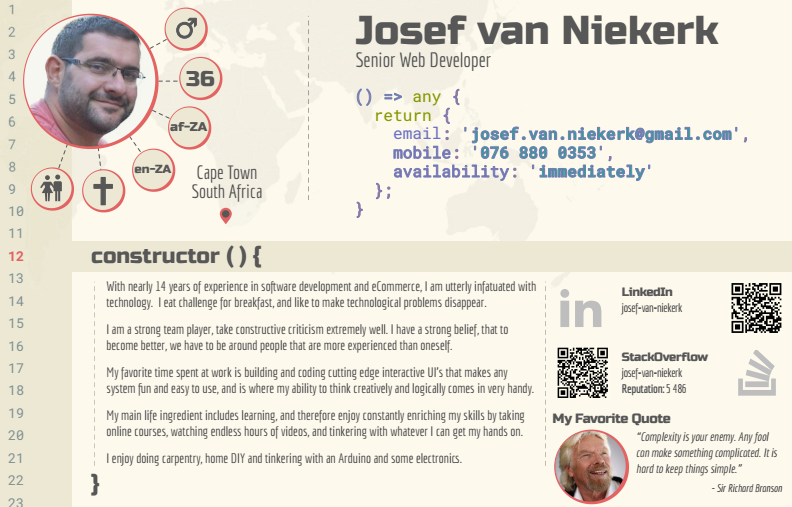 1
2
3
4
5
6
7
8
9
10
11
12
13
14
15
16
17
18
19
20
21
22
23
36
af-ZA
en-ZA
Cape Town
South Africa
Josef van Niekerk
Senior Web Developer
() => any {
return {
email: 'josef.van.niekerk@gmail.com',
mobile: '076 880 0353',
availability: 'immediately'
};
}
constructor ( ) {
With nearly 14 years of experience in software development and eCommerce, I am utterly infatuated with
technology. I eat challenge for breakfast, and like to make technological problems disappear.
I am a strong team player, take constructive criticism extremely well. I have a strong belief, that to
become better, we have to be around people that are more experienced than oneself.
My favorite time spent at work is building and coding cutting edge interactive UI's that makes any
system fun and easy to use, and is where my ability to think creatively and logically comes in very handy.
My main life ingredient includes learning, and therefore enjoy constantly enriching my skills by taking
online courses, watching endless hours of videos, and tinkering with whatever I can get my hands on.
I enjoy doing carpentry, home DIY and tinkering with an Arduino and some electronics.
}
in
LinkedIn
josef-van-niekerk
StackOverflow
josef-van-niekerk
Reputation: 5 486
My Favorite Quote
"Complexity is your enemy. Any fool
can make something complicated. It is
hard to keep things simple."
- Sir Richard Branson